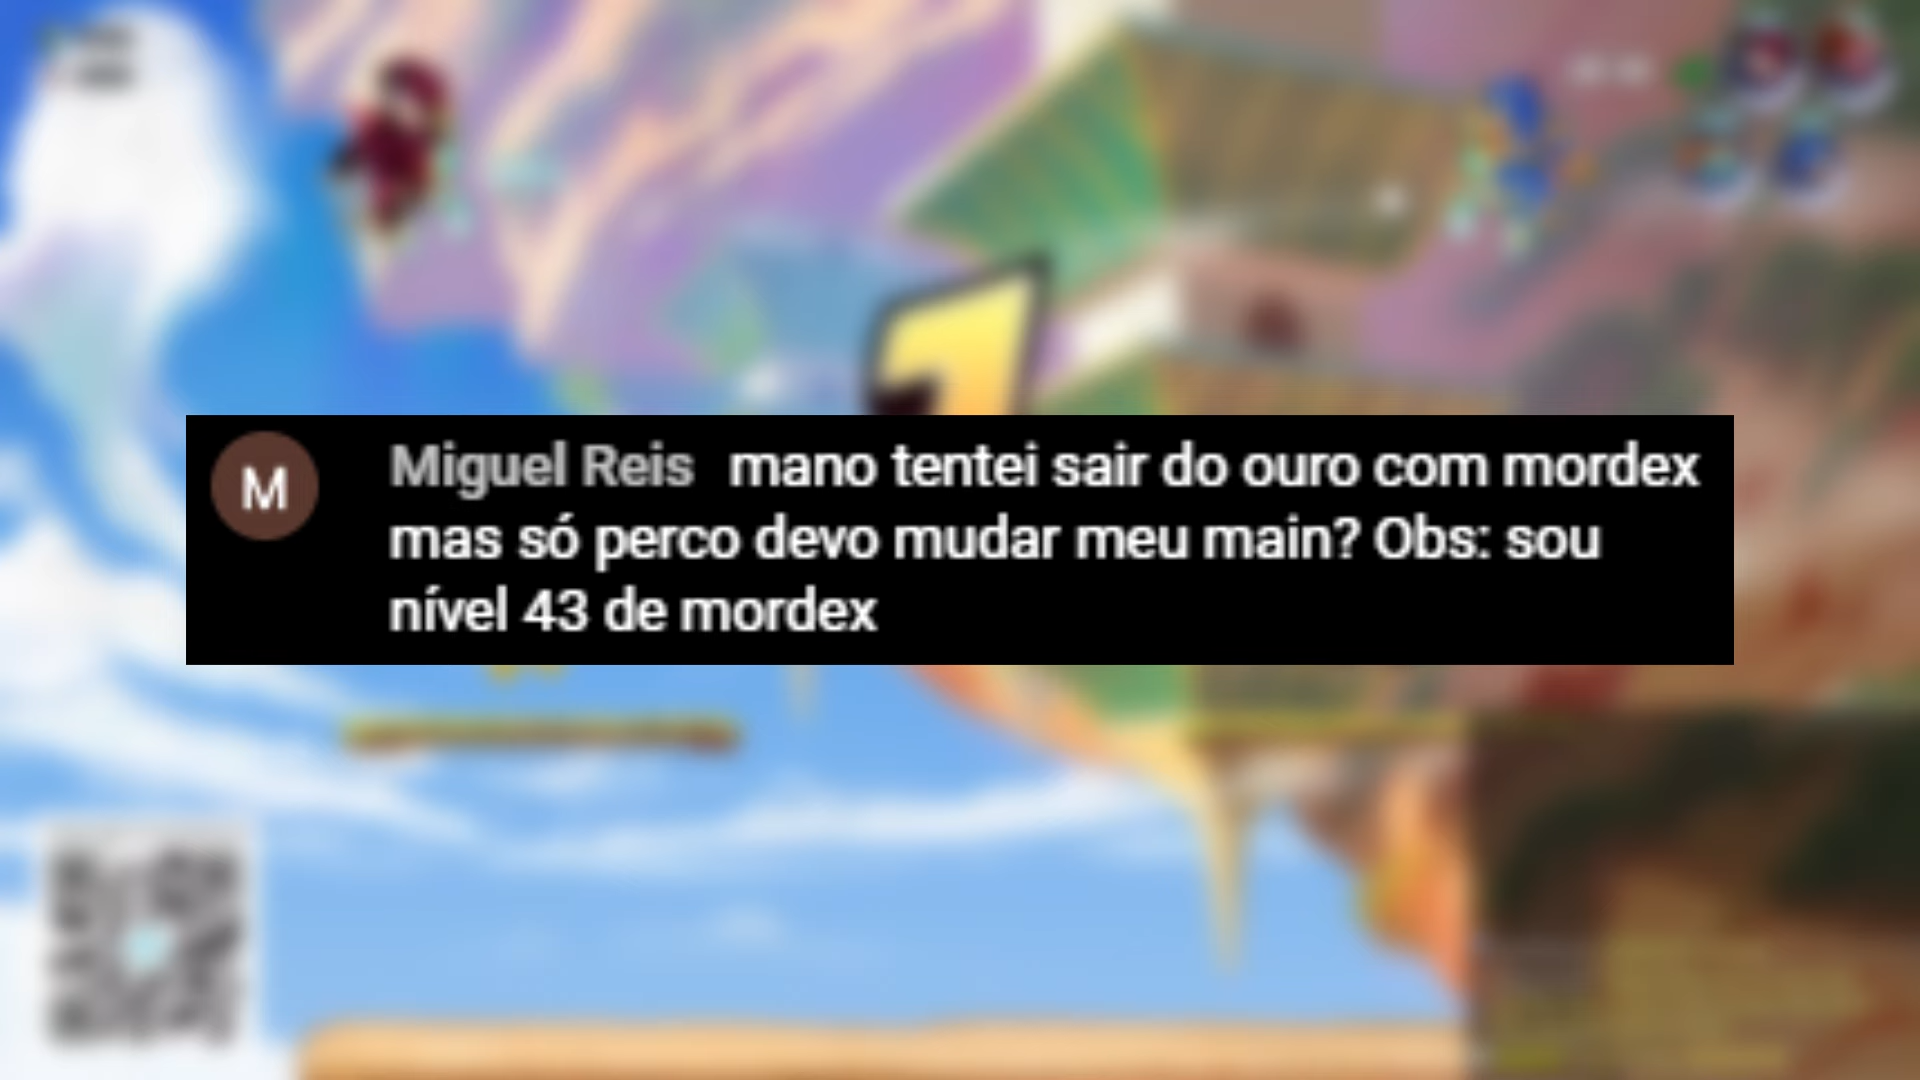 1
M
Miguel Reis mano tentei sair do ouro com mordex
mas só perco devo mudar meu main? Obs: sou
nível 43 de mordex